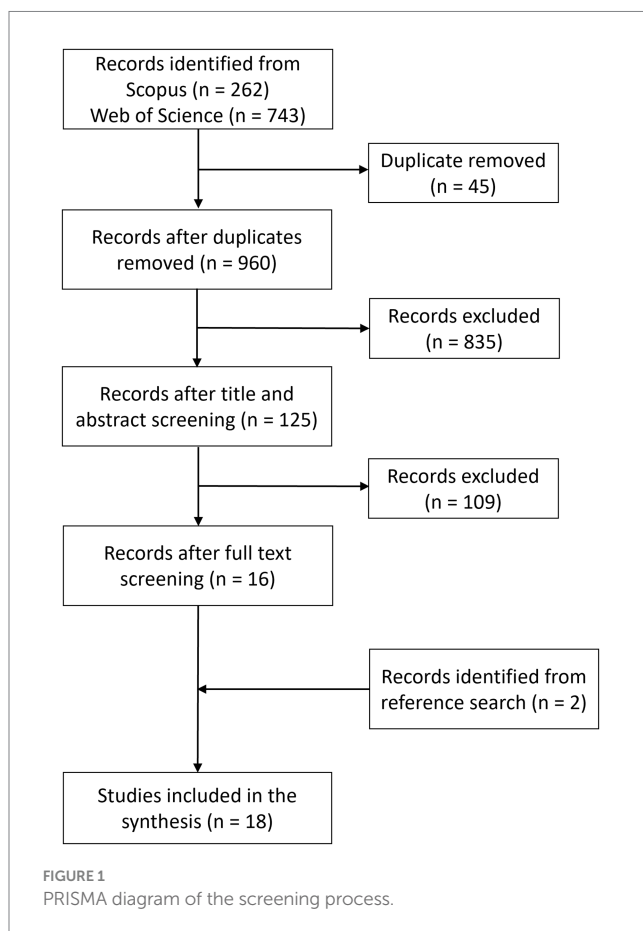 Records identified from
Scopus (n = 262)
Web of Science (n = 743)
Duplicate removed
(n = 45)
Records after duplicates
removed (n = 960)
Records excluded
(n = 835)
Records after title and
abstract screening (n = 125)
Records excluded
(n = 109)
Records after full text
screening (n = 16)
Records identified from
reference search (n = 2)
Studies included in the
synthesis (n = 18)
FIGURE 1
PRISMA diagram of the screening process.